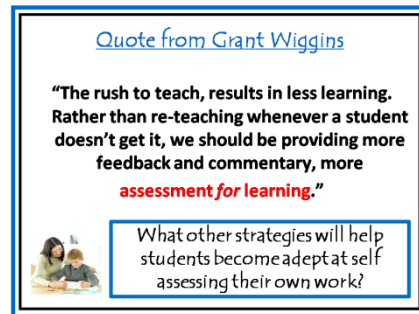 Quote from Grant Wiggins
“The rush to teach, results in less learning.
Rather than re-teaching whenever a student
doesn’t get it, we should be providing more
feedback and commentary, more
assessment for learning.”
What other strategies will help
students become adept at self
assessing their own work?